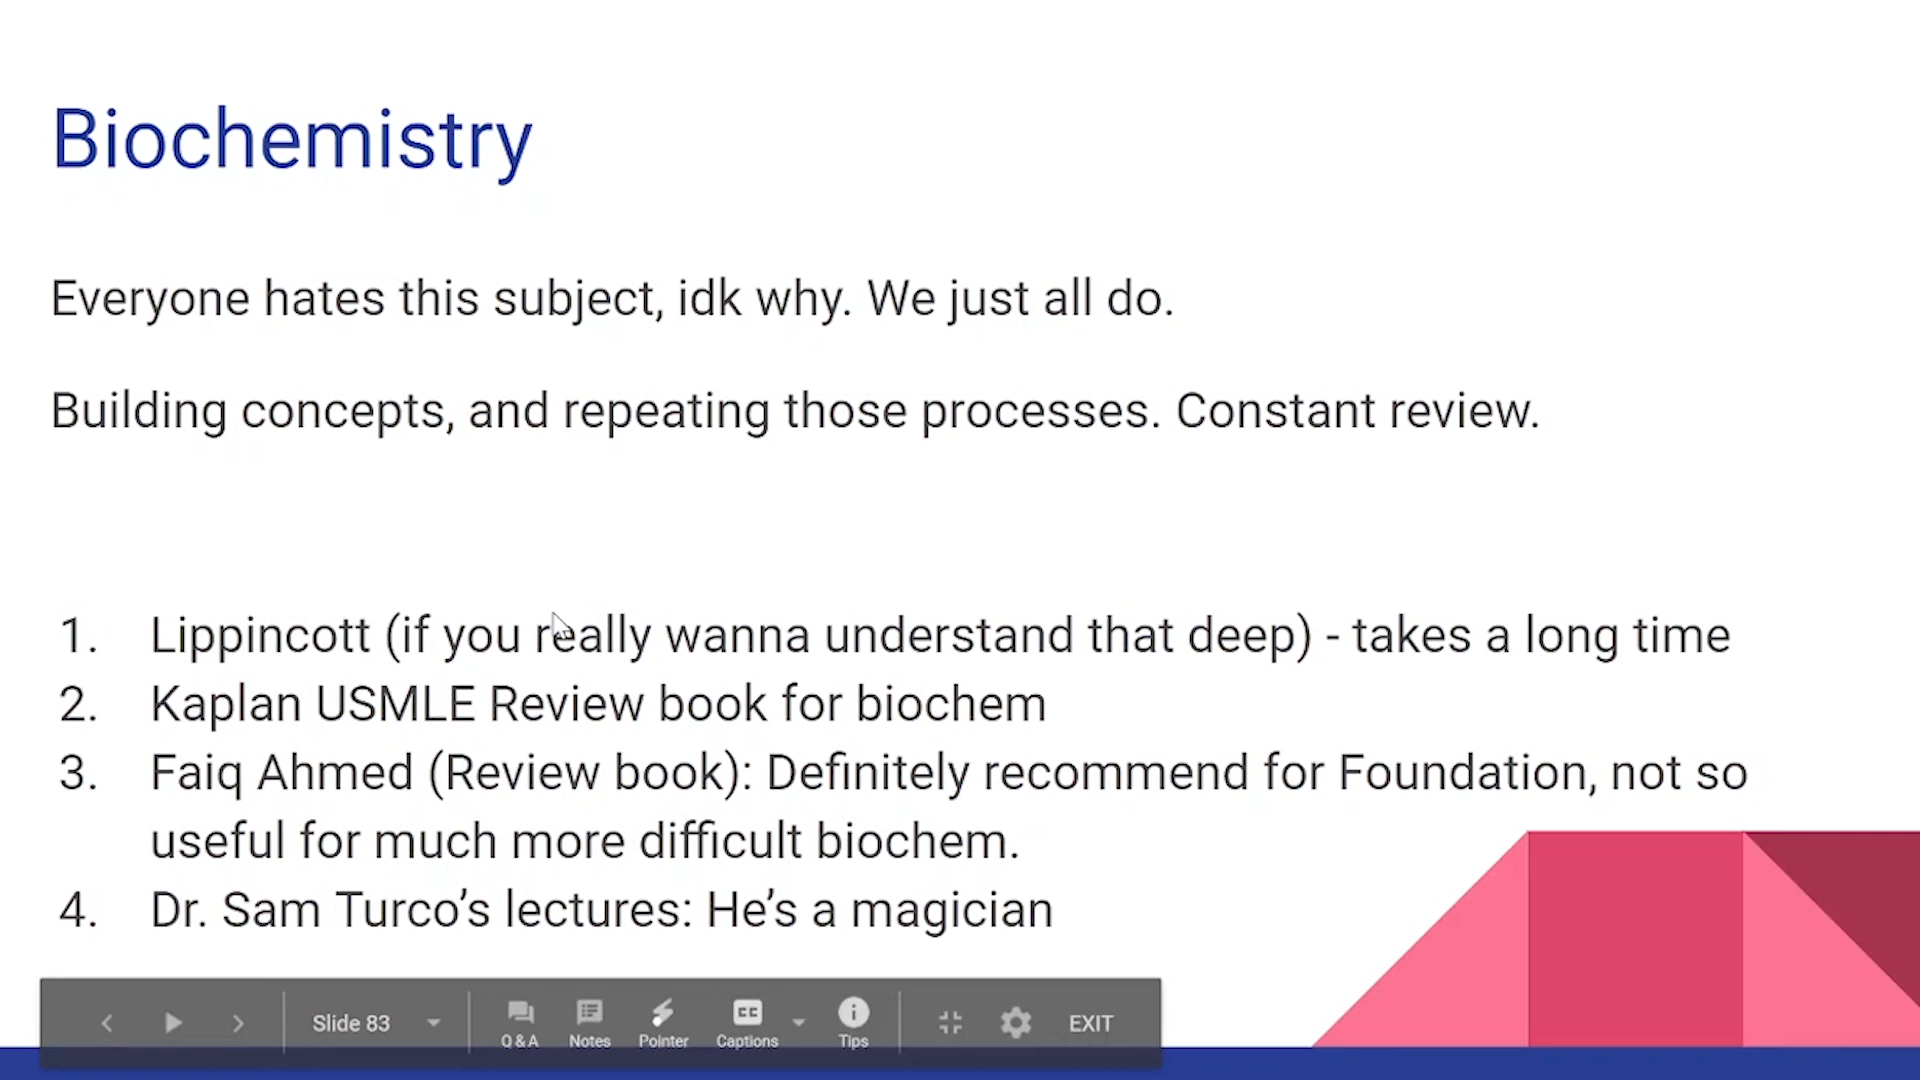 Biochemistry
Everyone hates this subject, idk why. We just all do.
Building concepts, and repeating those processes. Constant review.
1. Lippincott (if you really wanna understand that deep) - takes a long time
2. Kaplan USMLE Review book for biochem
3. Faiq Ahmed (Review book): Definitely recommend for Foundation, not so
useful for much more difficult biochem.
4. Dr. Sam Turco’s lectures: He’s a magician
Slide 83
Q & A
Notes
Pointer
CC
Captions
Tips
EXIT